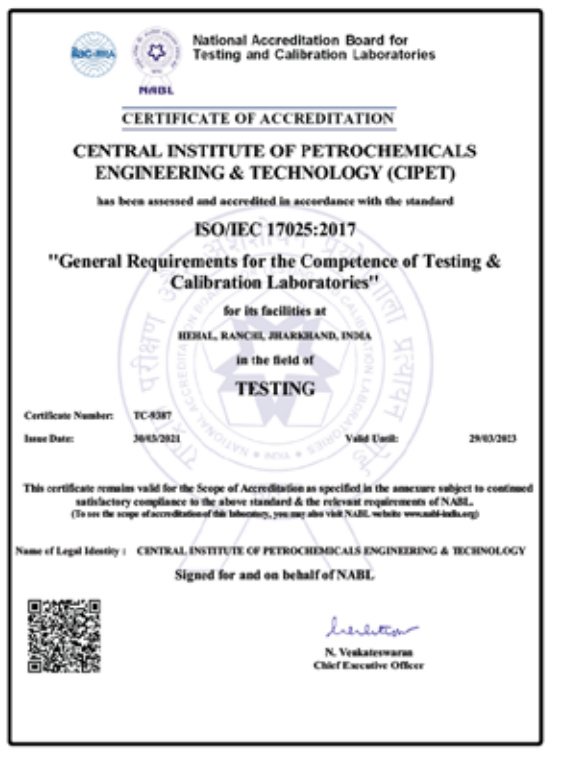 National Accreditation Board for
Testing and Calibration Laboratories
NABL
CERTIFICATE OF ACCREDITATION
CENTRAL INSTITUTE OF PETROCHEMICALS
ENGINEERING & TECHNOLOGY (CIPET)
has been assessed and accredited in accordance with the standard
ISO/IEC 17025:2017
"General Requirements for the Competence of Testing &
Calibration Laboratories"
for its facilities at
HEHAL, RANCHI, JHARKHAND, INDIA
in the field of
TESTING
Certificate Number: TC-9387
Issue Date: 30/03/2021 Valid Until: 29/03/2023
This certificate remains valid for the Scope of Accreditation as specified in the annexure subject to continued
satisfactory compliance to the above standard & the relevant requirements of NABL.
(To see the scope of accreditation of this laboratory, you may also visit NABL website www.nabl-india.org)
Name of Legal Identity : CENTRAL INSTITUTE OF PETROCHEMICALS ENGINEERING & TECHNOLOGY
Signed for and on behalf of NABL
N. Venkateswaran
Chief Executive Officer